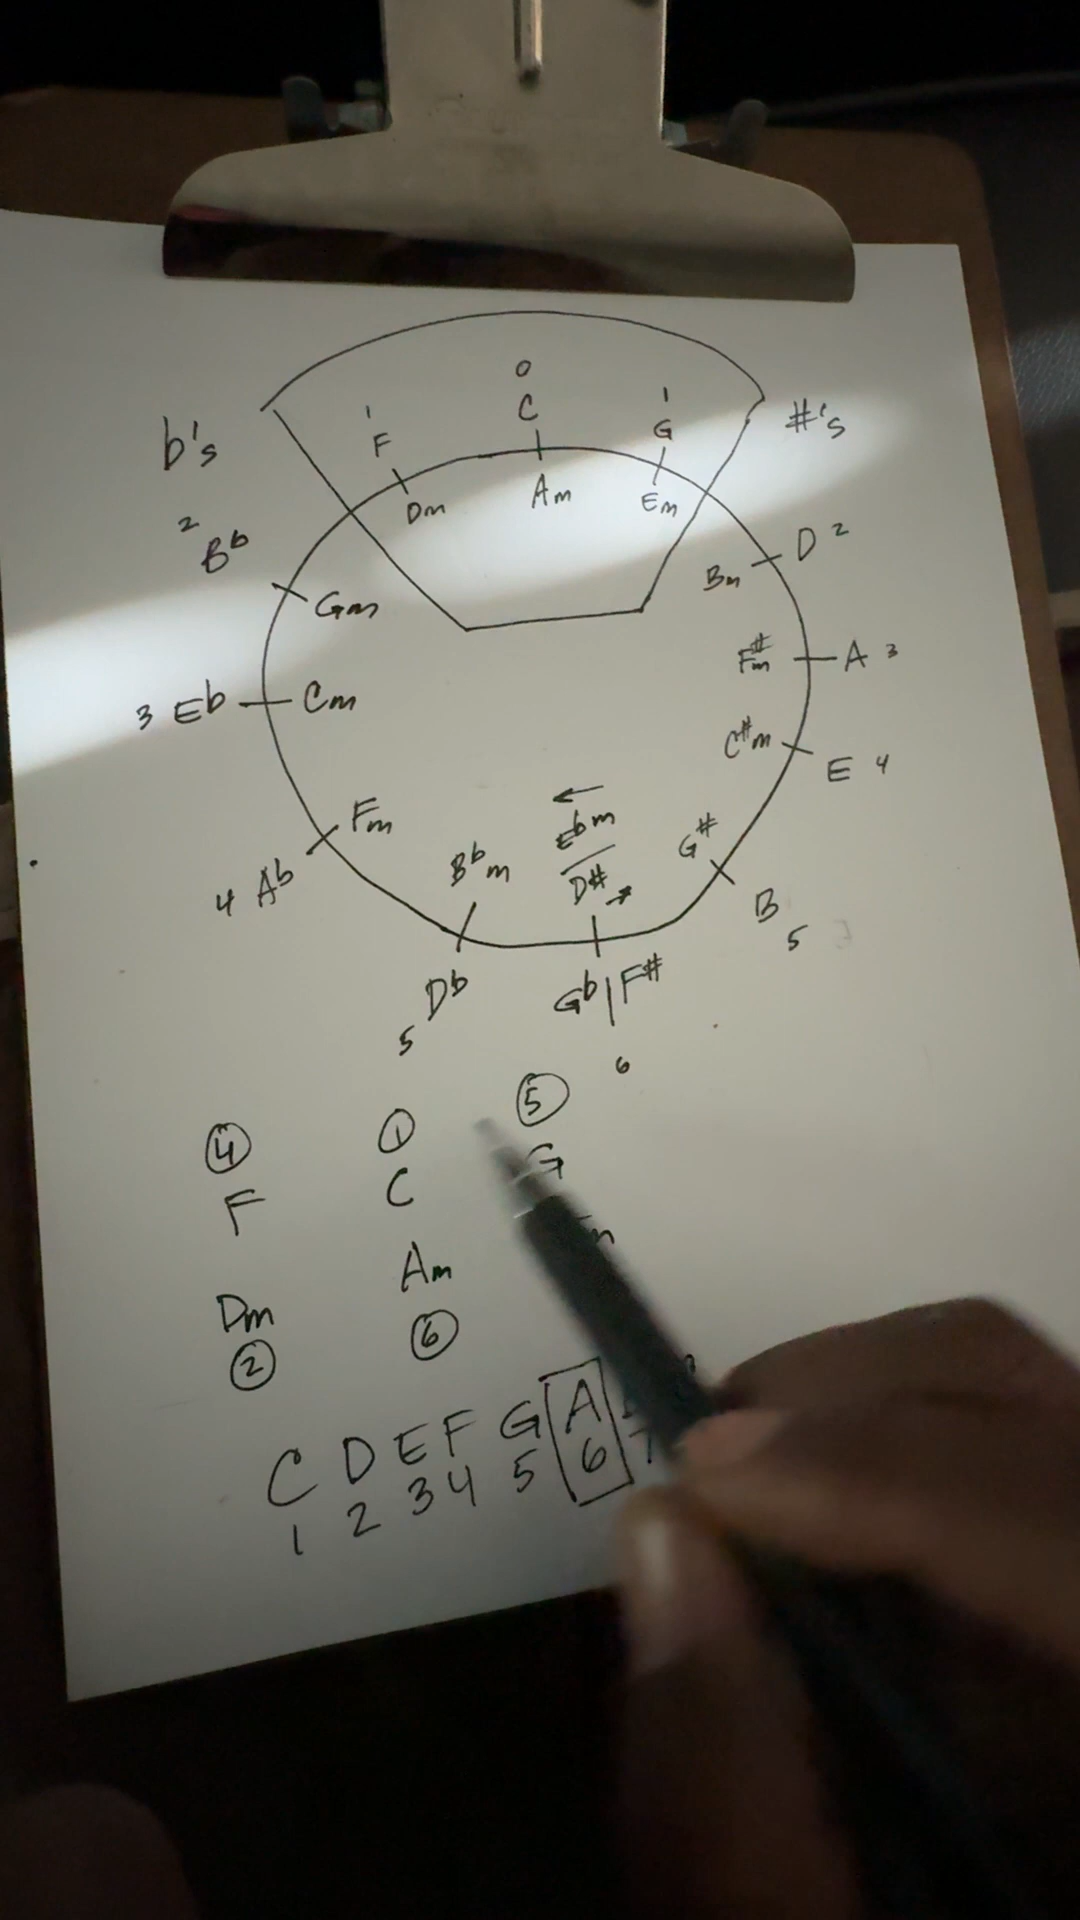 0
1 C 1
F G
b's #'s
Dm Am Em
2 Bb D 2
Gm Bm
3 Eb Cm F#m A 3
C#m E 4
Fm Ebm G#
4 Ab Bbm D#
B 5
Db Gb | F#
5 6
4 1 5
F C G
Dm Am
2 6
C D E F G A
1 2 3 4 5 6 7